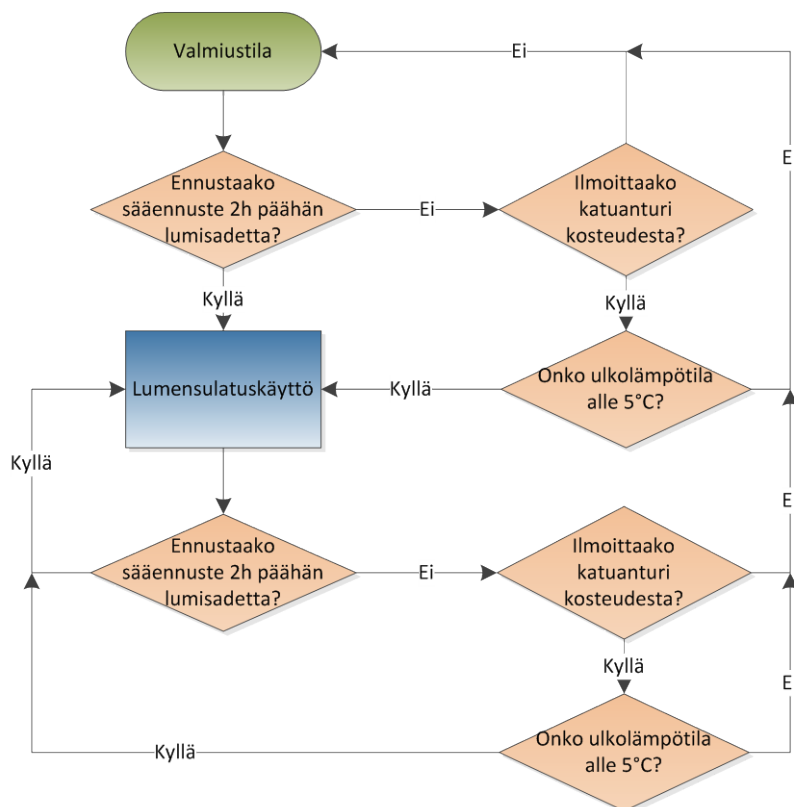 Valmiustila
Ei
Ennustaako
sääennuste 2h päähän
lumisadetta?
Ei
Ilmoittaako
katuanturi
kosteudesta?
E
Kyllä
Kyllä
Lumensulatuskäyttö
Kyllä
Onko ulkolämpötila
alle 5°C?
Kyllä
E
Ennustaako
sääennuste 2h päähän
lumisadetta?
Ei
Ilmoittaako
katuanturi
kosteudesta?
Kyllä
E
Kyllä
Onko ulkolämpötila
alle 5°C?